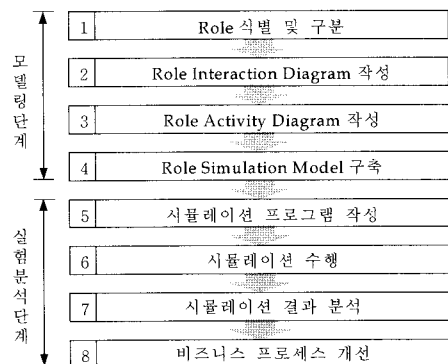 모델링단계
1 Role 식별 및 구분
2 Role Interaction Diagram 작성
3 Role Activity Diagram 작성
4 Role Simulation Model 구축
실험분석단계
5 시뮬레이션 프로그램 작성
6 시뮬레이션 수행
7 시뮬레이션 결과 분석
8 비즈니스 프로세스 개선